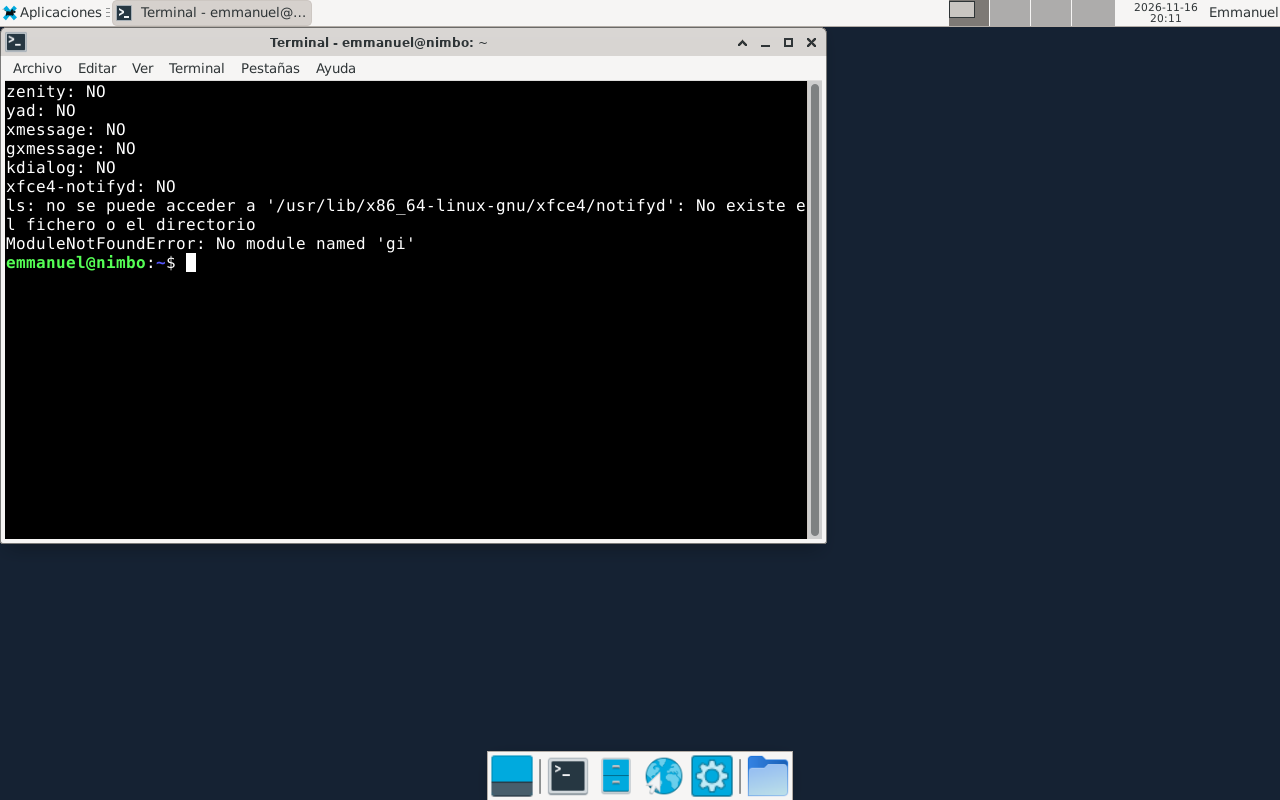 Aplicaciones
Terminal - emmanuel@...
2026-11-16
20:11
Emmanuel
Terminal - emmanuel@nimbo: ~
Archivo Editar Ver Terminal Pestañas Ayuda
zenity: NO
yad: NO
xmessage: NO
gxmessage: NO
kdialog: NO
xfce4-notifyd: NO
ls: no se puede acceder a '/usr/lib/x86_64-linux-gnu/xfce4/notifyd': No existe e
l fichero o el directorio
ModuleNotFoundError: No module named 'gi'
emmanuel@nimbo:~$